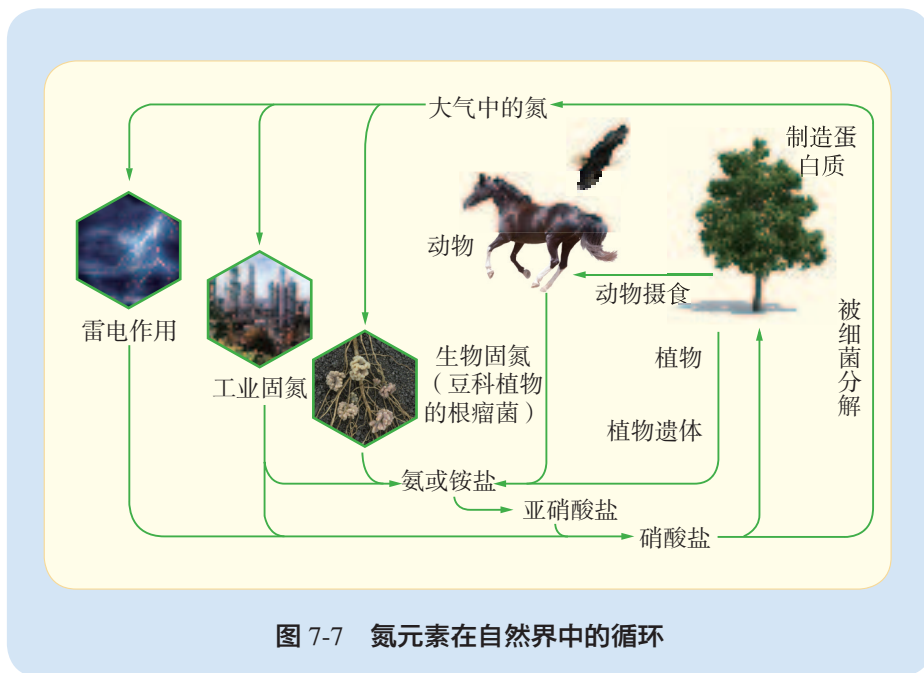 大气中的氮
制造蛋
白质
动物
动物摄食
雷电作用
工业固氮
生物固氮
（豆科植物
的根瘤菌）
植物
植物遗体
被细菌分解
氨或铵盐
亚硝酸盐
硝酸盐
图 7-7 氮元素在自然界中的循环